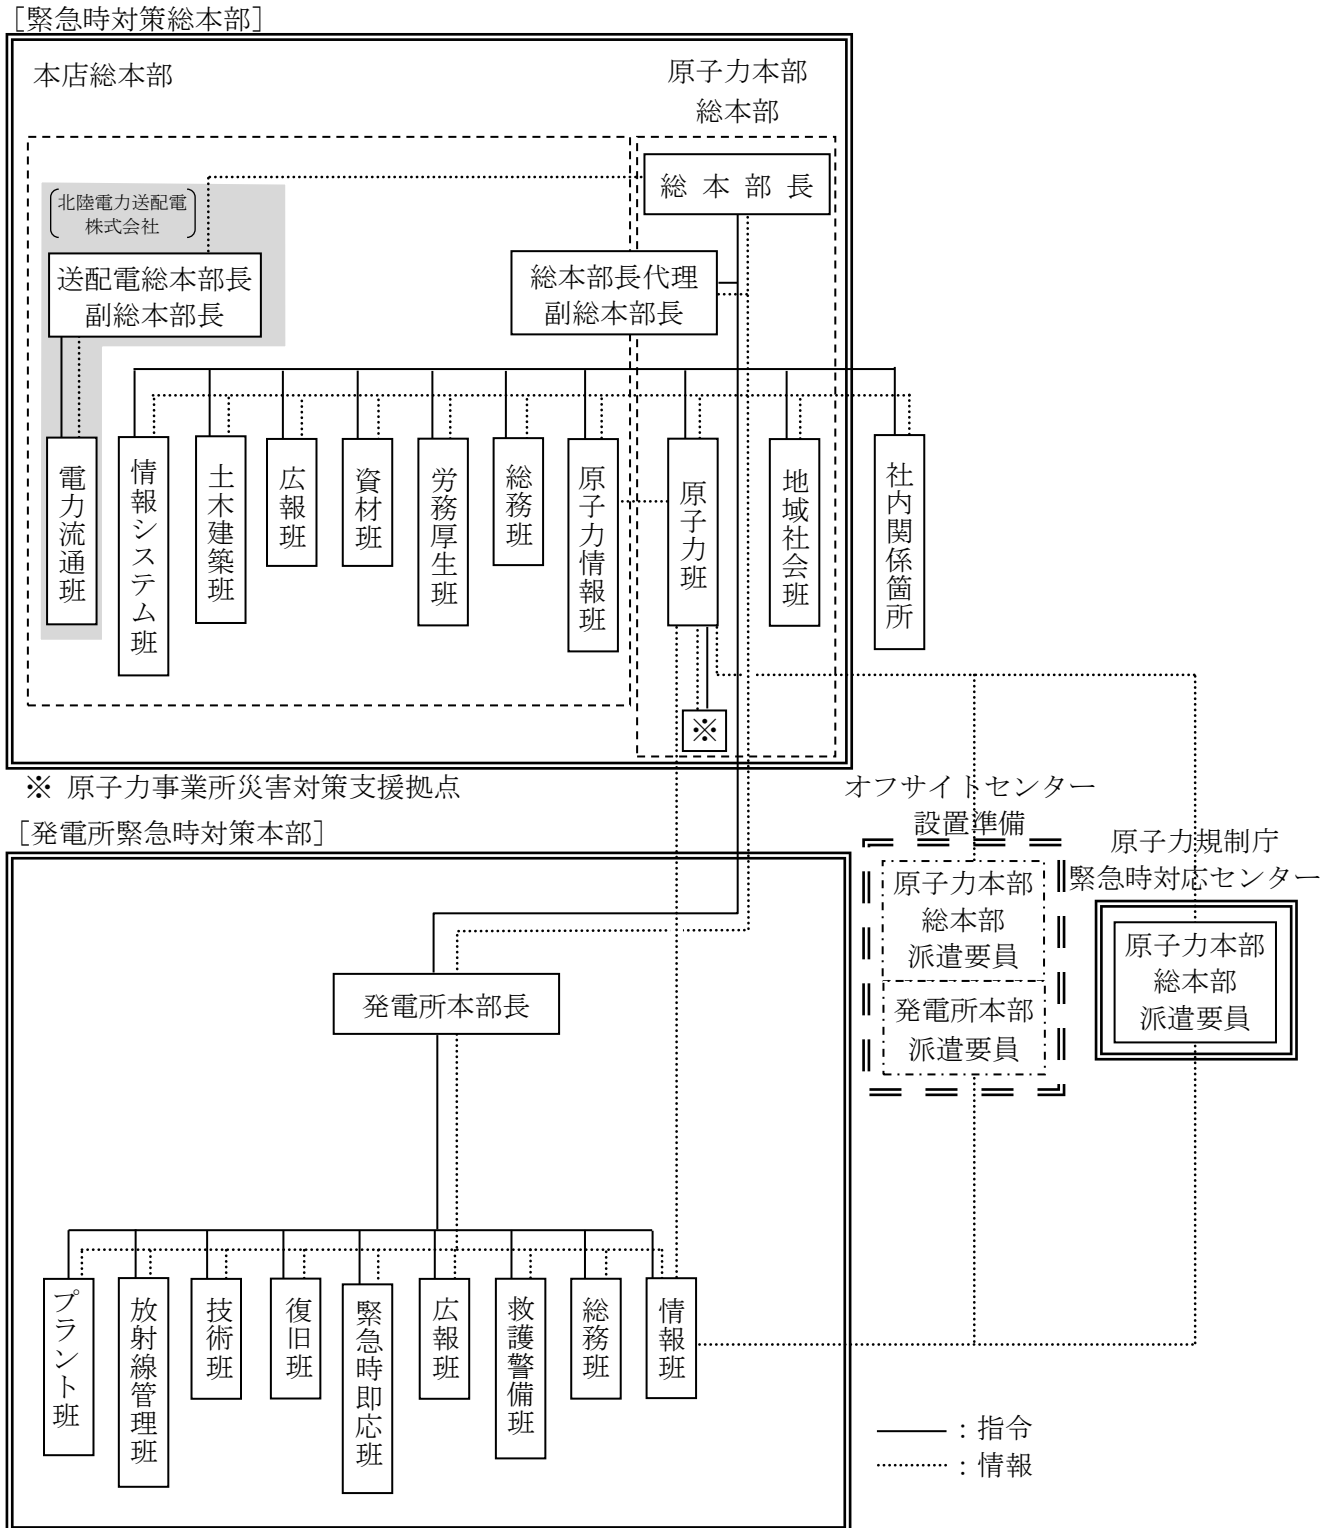 ［緊急時対策総本部］
本店総本部
原子力本部
総本部
総本部長
北陸電力送配電
株式会社
送配電総本部長
副総本部長
総本部長代理
副総本部長
電力流通班
情報システム班
土木建築班
広報班
資材班
労務厚生班
総務班
原子力情報班
原子力班
地域社会班
社内関係箇所
※
※ 原子力事業所災害対策支援拠点
［発電所緊急時対策本部］
オフサイトセンター
設置準備
原子力本部
総本部
派遣要員
発電所本部
派遣要員
原子力規制庁
緊急時対応センター
原子力本部
総本部
派遣要員
発電所本部長
プラント班
放射線管理班
技術班
復旧班
緊急時即応班
広報班
救護警備班
総務班
情報班
：指令
：情報